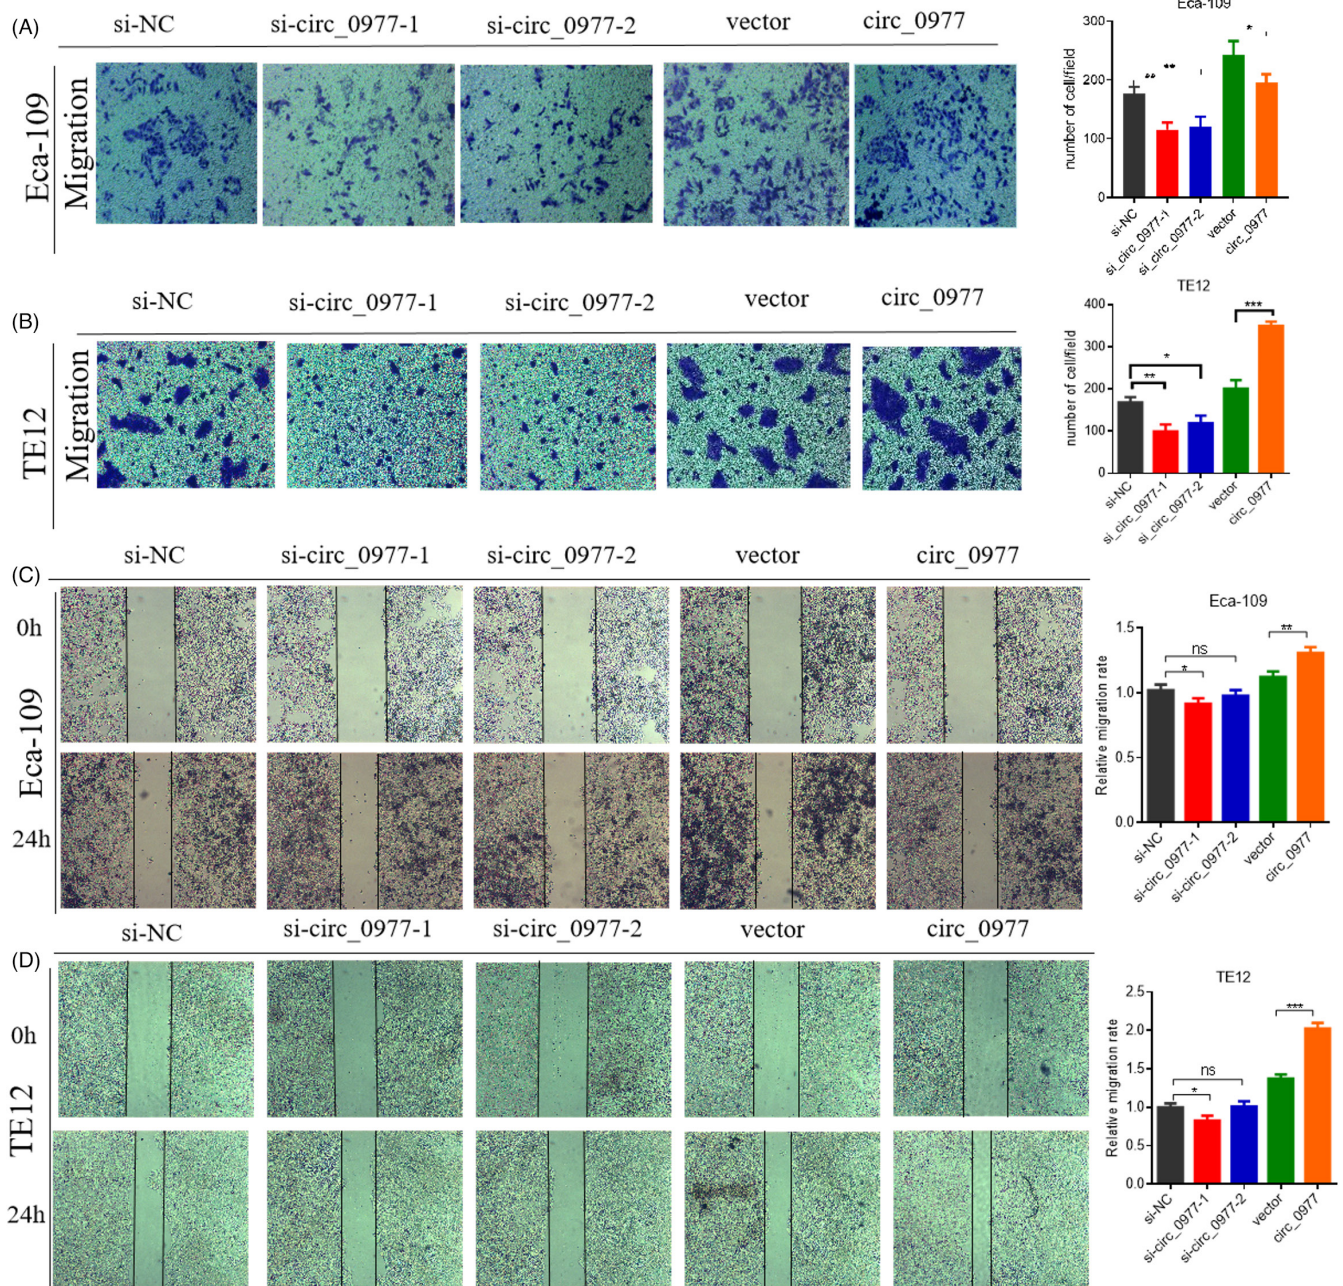 (A)
si-NC
si-circ_0977-1
si-circ_0977-2
vector
circ_0977
Eca-109
Migration
Eca-109
number of cell/field
300
200
100
0
**
**
*
si-NC
si_circ_0977-1
si_circ_0977-2
vector
circ_0977
(B)
si-NC
si-circ_0977-1
si-circ_0977-2
vector
circ_0977
TE12
Migration
TE12
number of cell/field
400
300
200
100
0
**
*
***
si-NC
si_circ_0977-1
si_circ_0977-2
vector
circ_0977
(C)
si-NC
si-circ_0977-1
si-circ_0977-2
vector
circ_0977
Eca-109
0h
24h
Eca-109
Relative migration rate
1.5
1.0
0.5
0.0
ns
*
**
si-NC
si-circ_0977-1
si-circ_0977-2
vector
circ_0977
(D)
si-NC
si-circ_0977-1
si-circ_0977-2
vector
circ_0977
TE12
0h
24h
TE12
Relative migration rate
2.5
2.0
1.5
1.0
0.5
0.0
ns
*
***
si-NC
si-circ_0977-1
si-circ_0977-2
vector
circ_0977